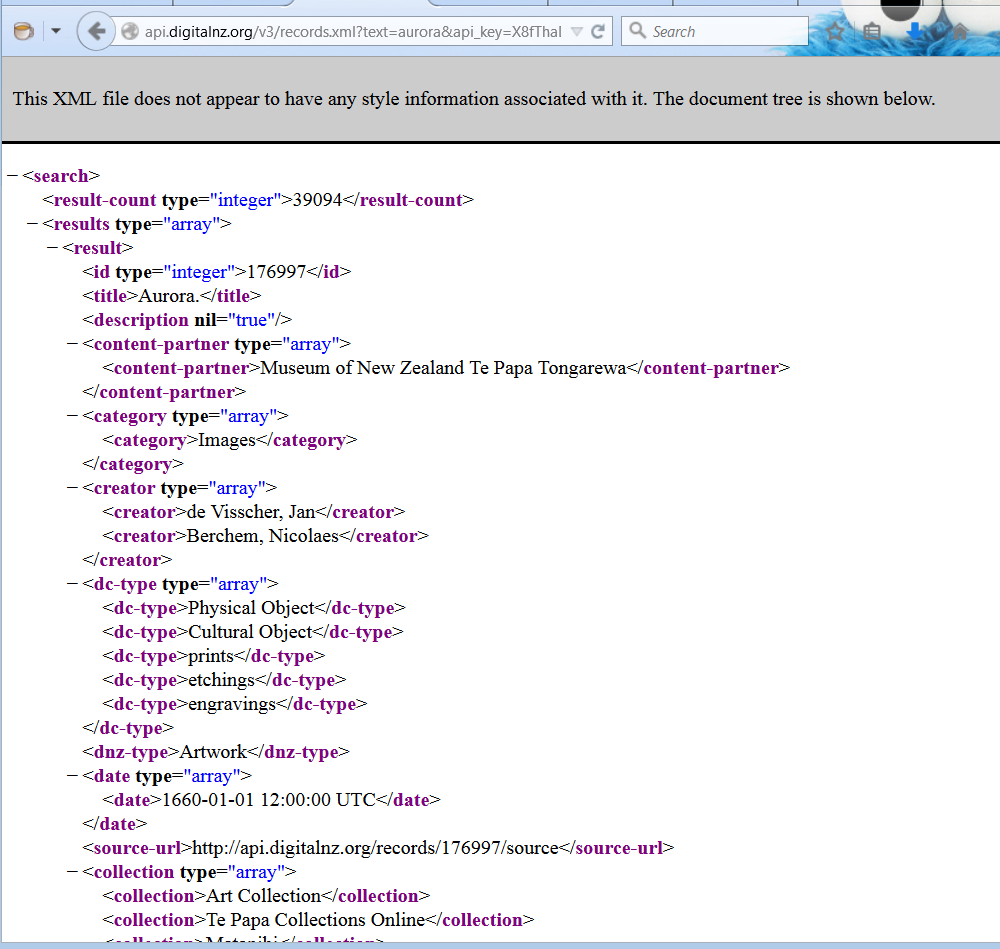 api.digitalnz.org/v3/records.xml?text=aurora&api_key=X8fThal
Search
This XML file does not appear to have any style information associated with it. The document tree is shown below.
− <search>
<result-count type="integer">39094</result-count>
− <results type="array">
− <result>
<id type="integer">176997</id>
<title>Aurora.</title>
<description nil="true"/>
− <content-partner type="array">
<content-partner>Museum of New Zealand Te Papa Tongarewa</content-partner>
</content-partner>
− <category type="array">
<category>Images</category>
</category>
− <creator type="array">
<creator>de Visscher, Jan</creator>
<creator>Berchem, Nicolaes</creator>
</creator>
− <dc-type type="array">
<dc-type>Physical Object</dc-type>
<dc-type>Cultural Object</dc-type>
<dc-type>prints</dc-type>
<dc-type>etchings</dc-type>
<dc-type>engravings</dc-type>
</dc-type>
<dnz-type>Artwork</dnz-type>
− <date type="array">
<date>1660-01-01 12:00:00 UTC</date>
</date>
<source-url>http://api.digitalnz.org/records/176997/source</source-url>
− <collection type="array">
<collection>Art Collection</collection>
<collection>Te Papa Collections Online</collection>
<collection>Matapihi</collection>